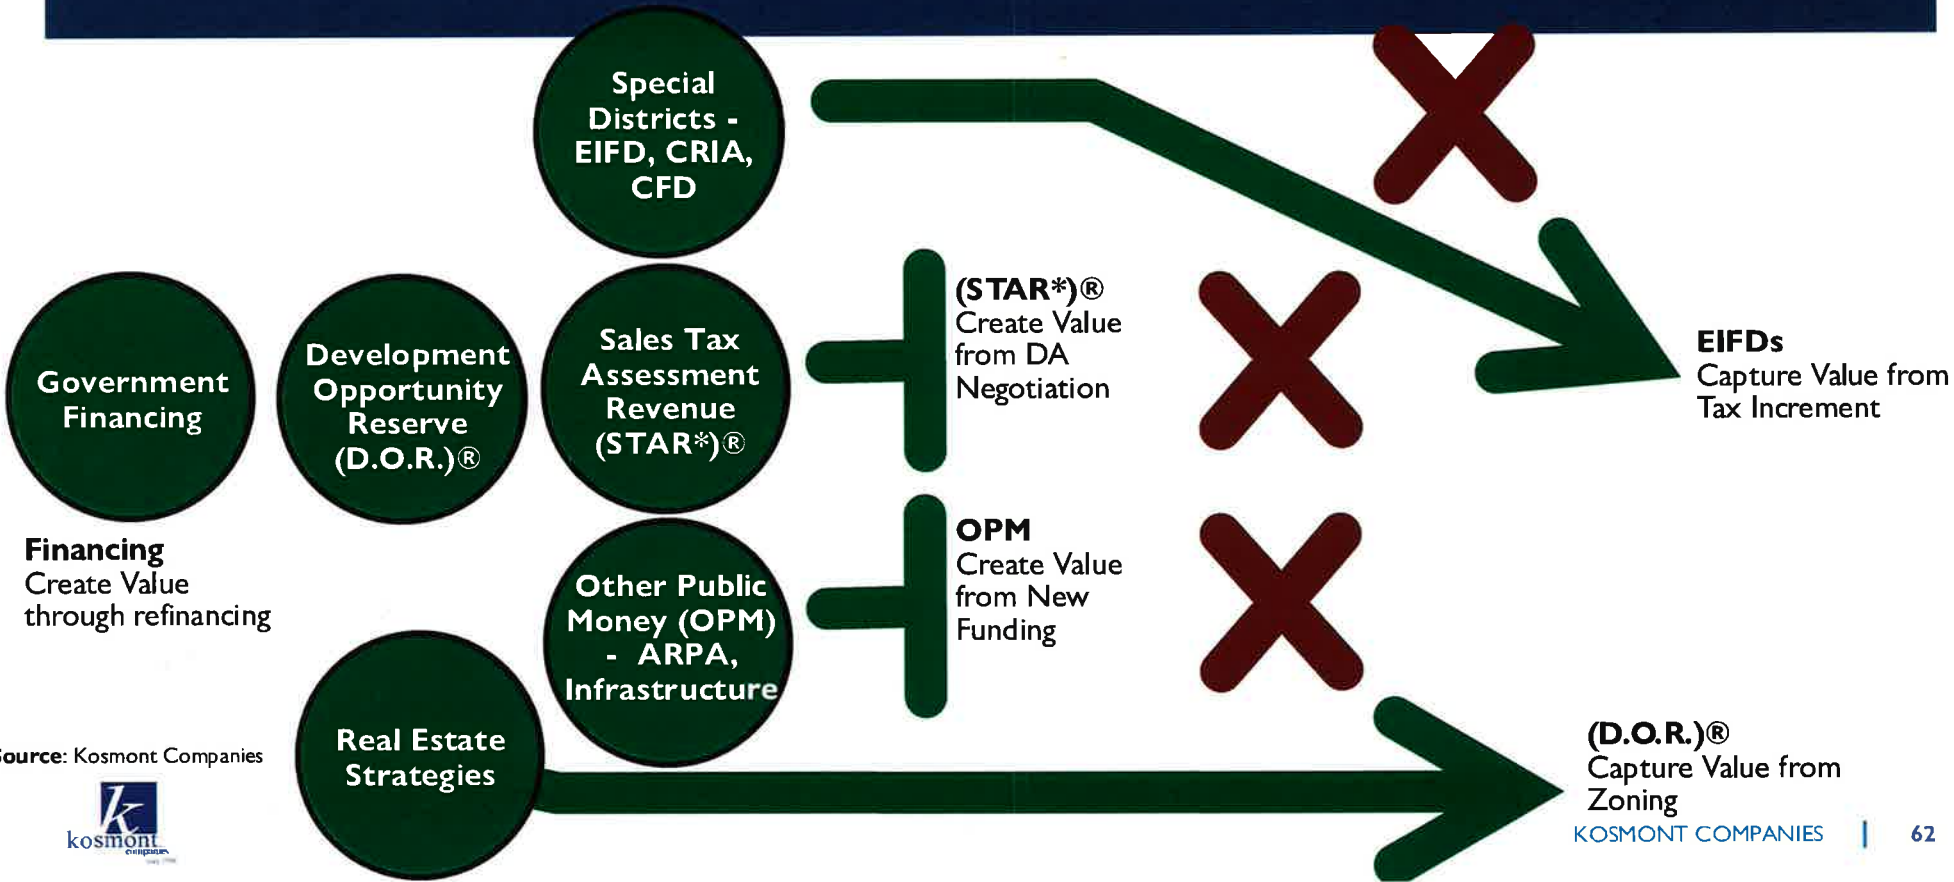 Special
Districts -
EIFD, CRIA,
CFD
Government
Financing
Development
Opportunity
Reserve
(D.O.R.)®
Sales Tax
Assessment
Revenue
(STAR*)®
(STAR*)®
Create Value
from DA
Negotiation
EIFDs
Capture Value from
Tax Increment
Financing
Create Value
through refinancing
Other Public
Money (OPM)
- ARPA,
Infrastructure
OPM
Create Value
from New
Funding
Real Estate
Strategies
(D.O.R.)®
Capture Value from
Zoning
Source: Kosmont Companies
k
kosmont
companies
KOSMONT COMPANIES | 62